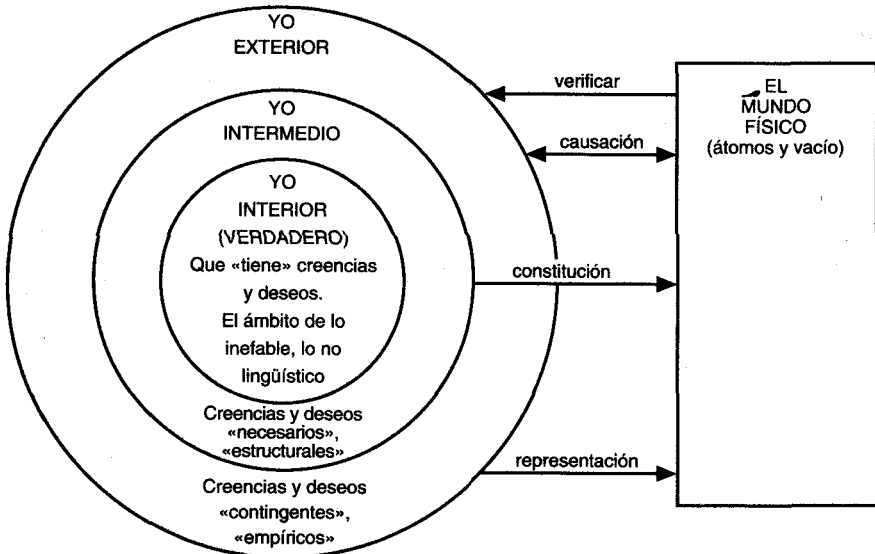 YO
EXTERIOR
YO
INTERMEDIO
YO
INTERIOR
(VERDADERO)
Que «tiene» creencias
y deseos.
El ámbito de lo
inefable, lo no
lingüístico
Creencias y deseos
«necesarios»,
«estructurales»
Creencias y deseos
«contingentes»,
«empíricos»
verificar
causación
constitución
representación
EL
MUNDO
FÍSICO
(átomos y vacío)